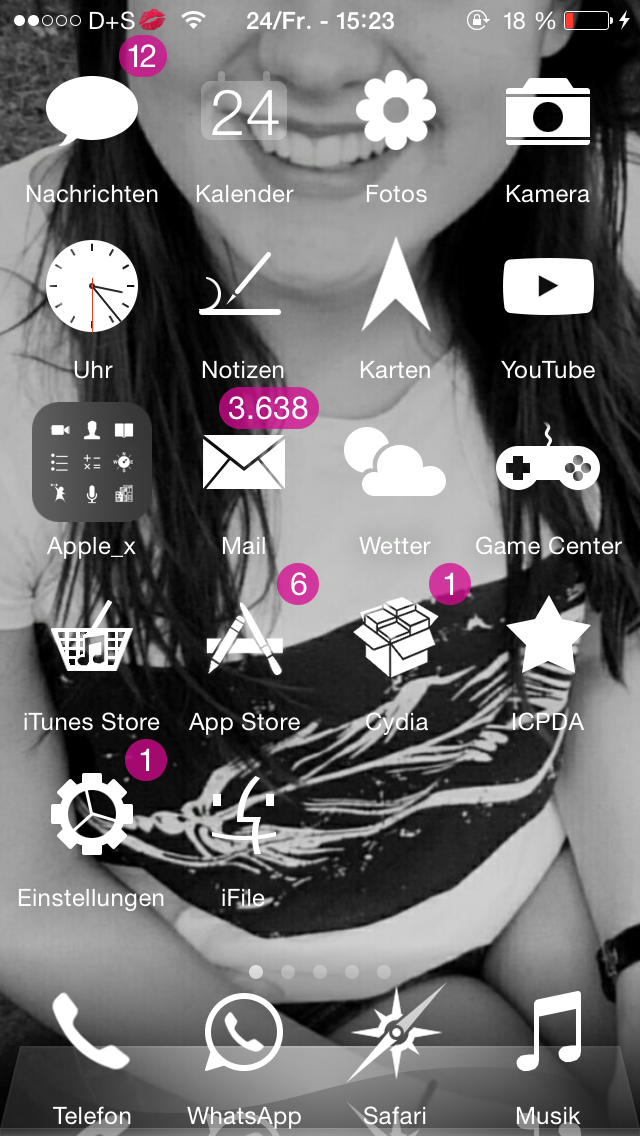 D+S💋 24/Fr. - 15:23 18 %
12
24
Nachrichten Kalender Fotos Kamera
Uhr Notizen Karten YouTube
3.638
Apple_x Mail Wetter Game Center
6 1
iTunes Store App Store Cydia ICPDA
1
Einstellungen iFile
Telefon WhatsApp Safari Musik